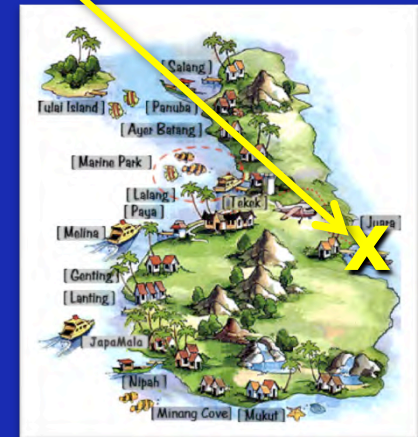 [Salang]
Tulai Island]
[Panuba]
[Ayer Batang]
[Marine Park]
[Lalang]
[Tekek]
[Paya]
[Juara
[Melina]
X
[Genting]
[Lanting]
[JapaMala]
[Nipah]
[Minang Cove]
[Mukut]